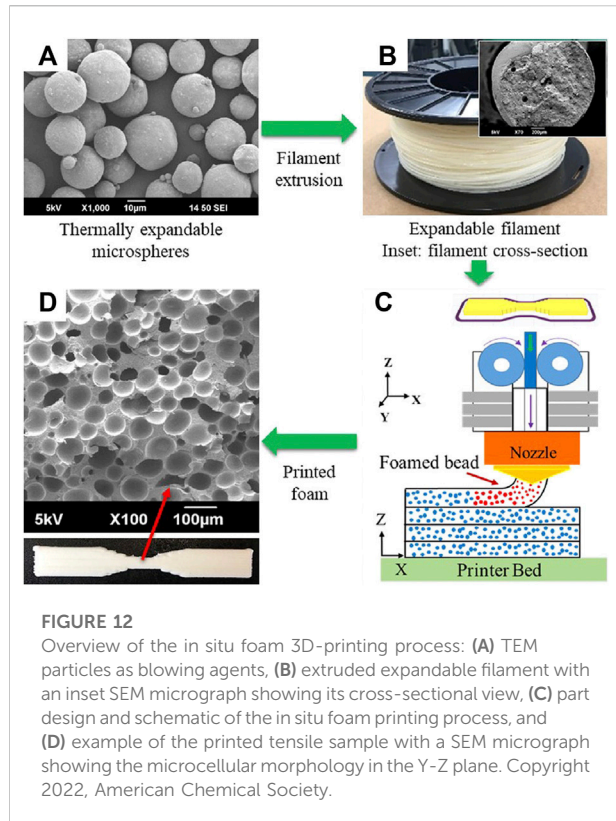 A
5kV X1,000 10μm 14 50 SEI
Thermally expandable
microspheres
Filament
extrusion
B
5kV X70 200μm
Expandable filament
Inset: filament cross-section
C
Z
X
Y
Nozzle
Foamed bead
Z
X
Printer Bed
Printed
foam
D
5kV X100 100μm
FIGURE 12
Overview of the in situ foam 3D-printing process: (A) TEM
particles as blowing agents, (B) extruded expandable filament with
an inset SEM micrograph showing its cross-sectional view, (C) part
design and schematic of the in situ foam printing process, and
(D) example of the printed tensile sample with a SEM micrograph
showing the microcellular morphology in the Y-Z plane. Copyright
2022, American Chemical Society.